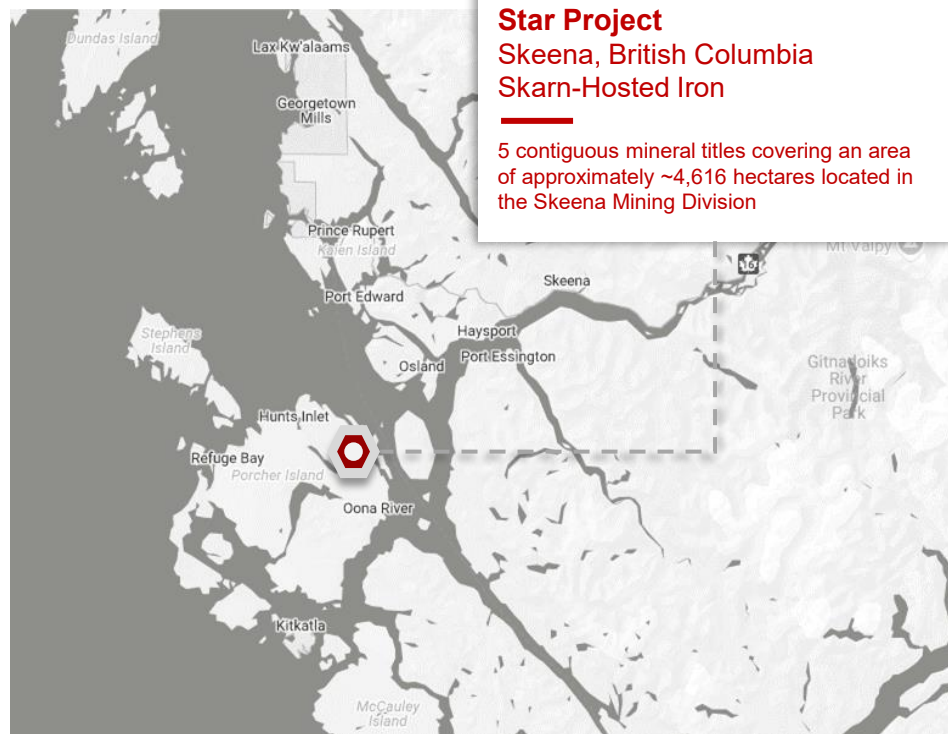 Star Project
Skeena, British Columbia
Skarn-Hosted Iron
5 contiguous mineral titles covering an area
of approximately ~4,616 hectares located in
the Skeena Mining Division
Dundas Island
Lax Kw'alaams
Georgetown
Mills
Prince Rupert
Kaien Island
Mt Valpy
16
Skeena
Port Edward
Stephens
Island
Haysport
Port Essington
Osland
Gitnadoiks
River
Provincial
Park
Hunts Inlet
Refuge Bay
Porcher Island
Oona River
Kitkatla
McCauley
Island